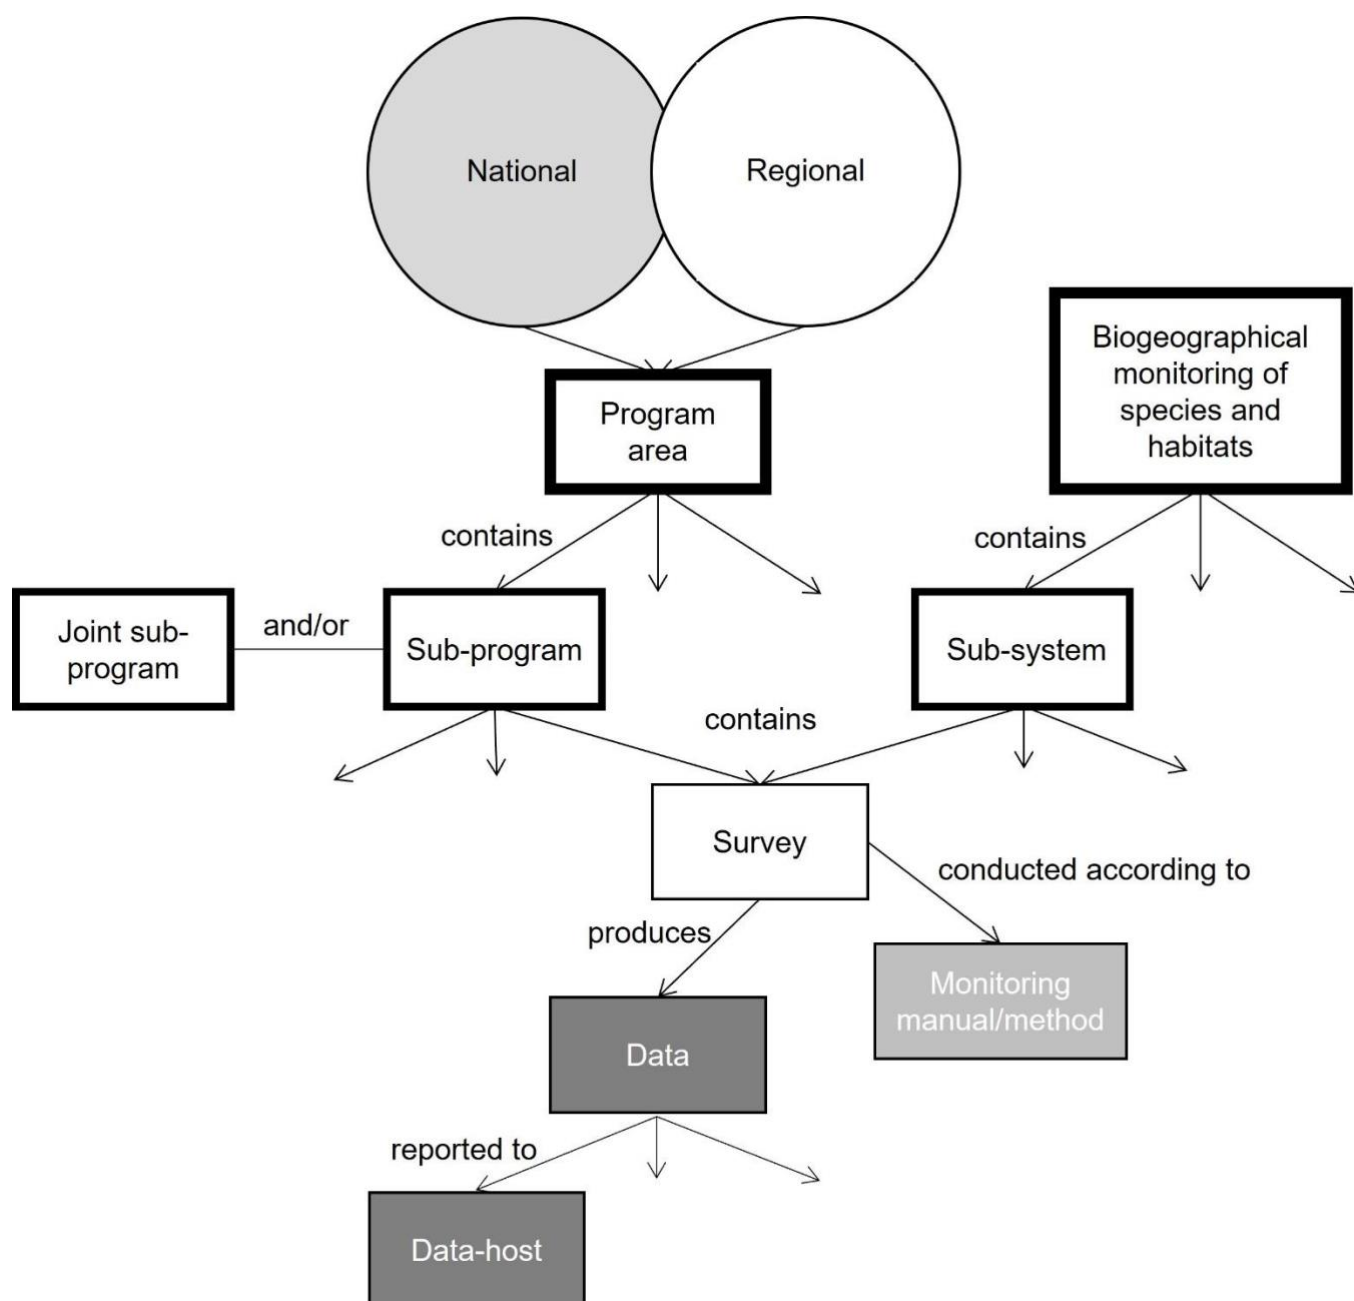 National
Regional
Biogeographical
monitoring of
species and
habitats
Program
area
contains
contains
Joint sub-
program
and/or
Sub-program
Sub-system
contains
Survey
conducted according to
produces
Monitoring
manual/method
Data
reported to
Data-host